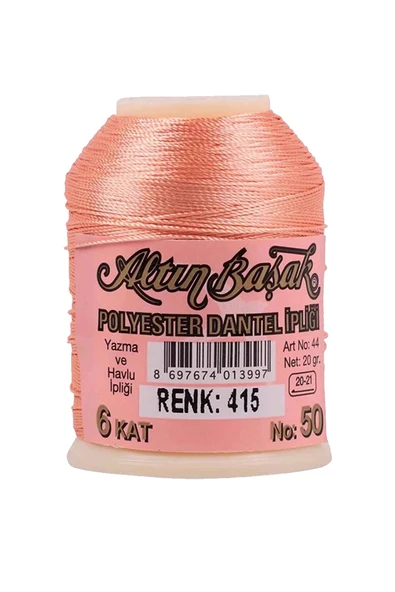 Altın Başak
POLYESTER DANTEL İPLİĞİ
Yazma
ve
Havlu
İpliği
8 697674 013997
Art No: 44
Net: 20 gr.
20-21
RENK: 415
6 KAT
No: 50